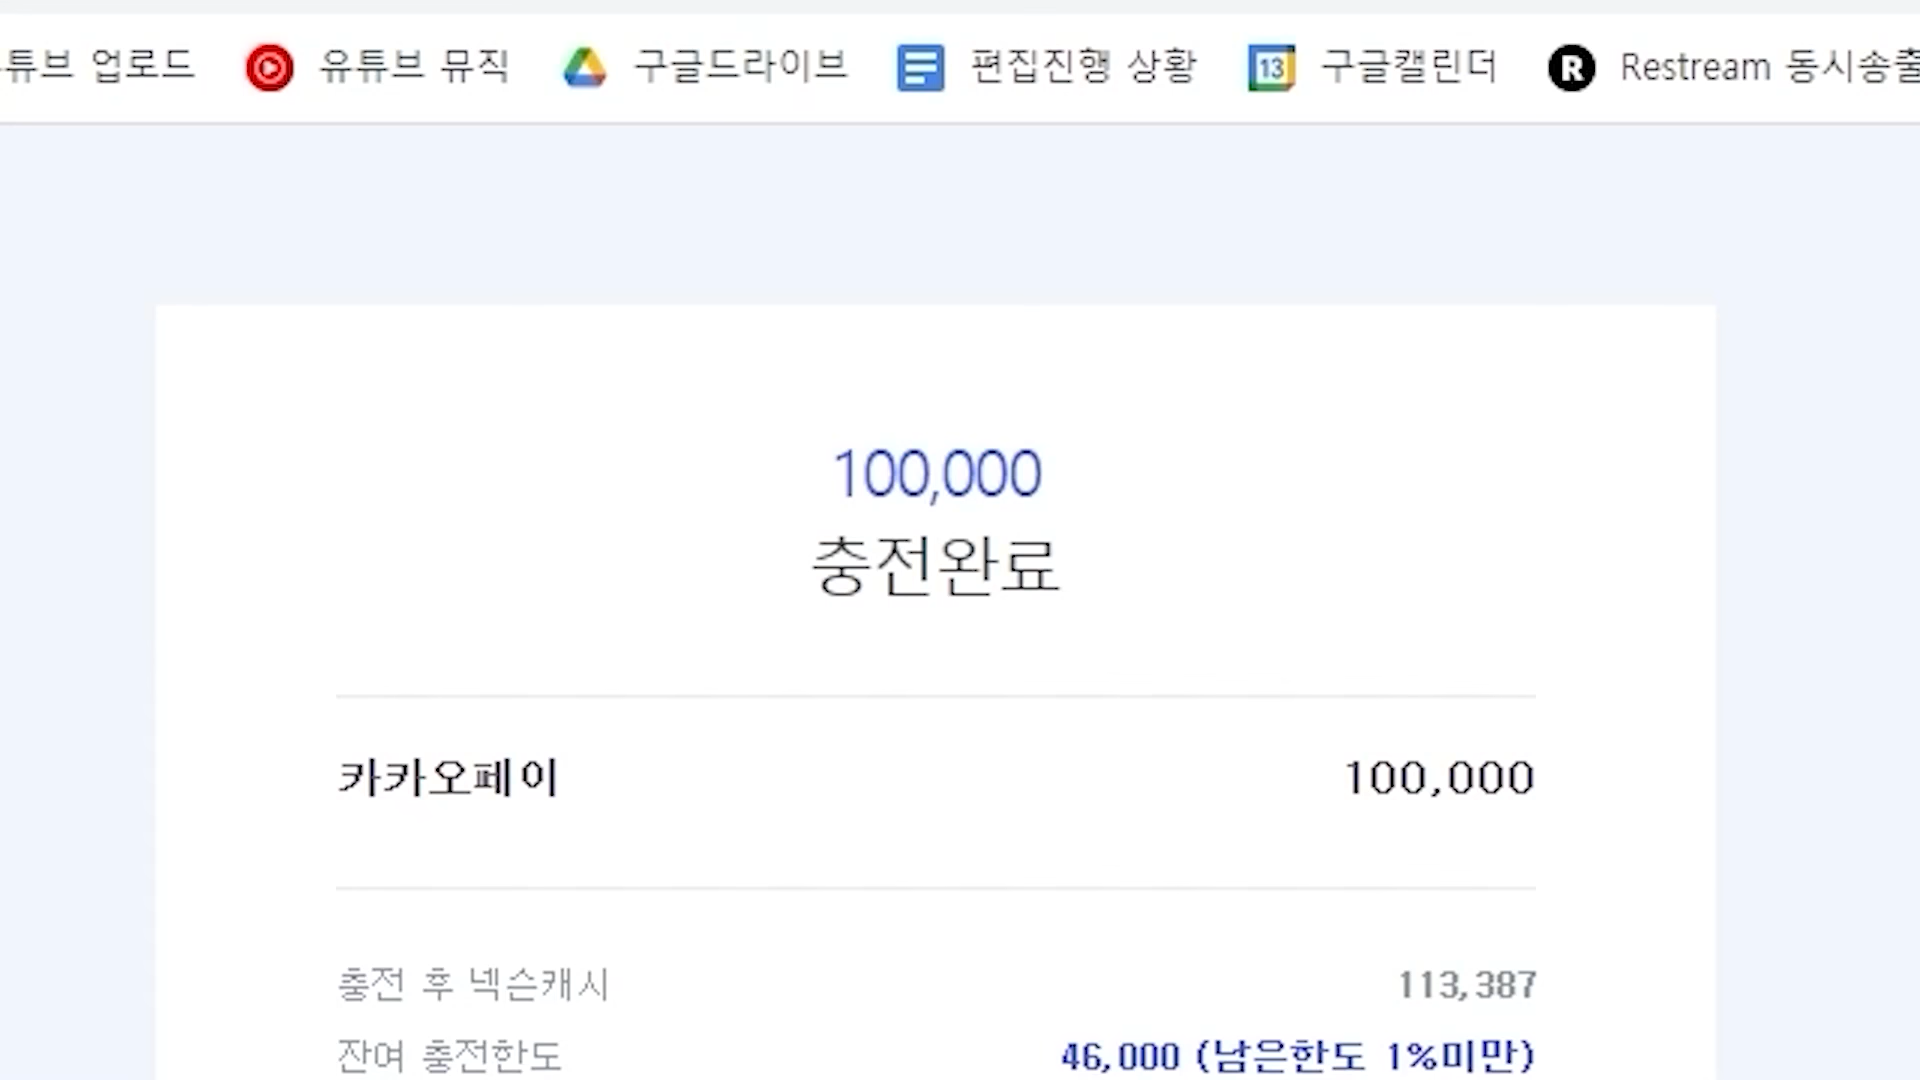 튜브 업로드 유튜브 뮤직 구글드라이브 편집진행 상황 13 구글캘린더 R Restream 동시송출
100,000
충전완료
카카오페이 100,000
충전 후 넥슨캐시 113,387
잔여 충전한도 46,000 (남은한도 1%미만)